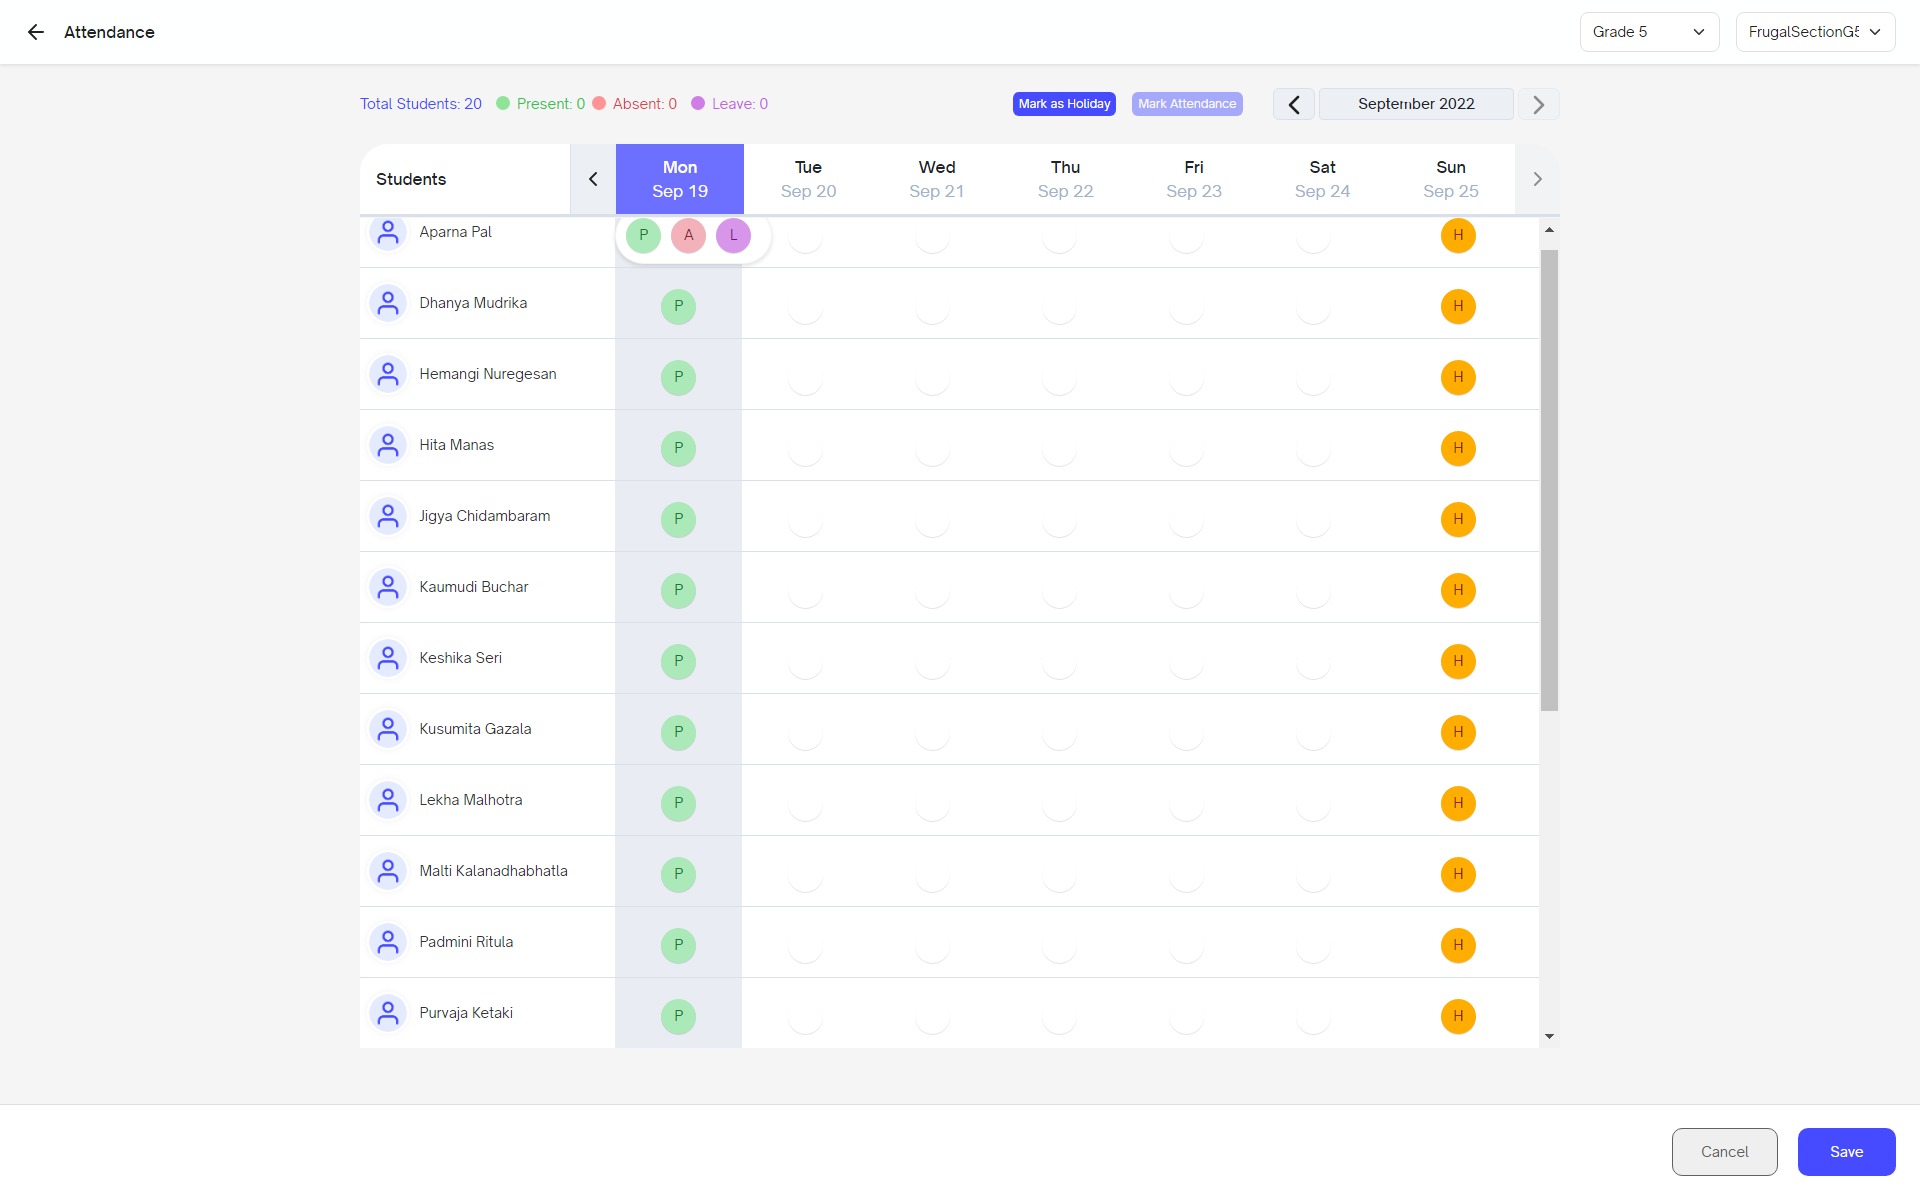 Attendance
Grade 5
FrugalSectionG5
Total Students: 20 Present: 0 Absent: 0 Leave: 0
Mark as Holiday Mark Attendance September 2022
Students
Mon Tue Wed Thu Fri Sat Sun
Sep 19 Sep 20 Sep 21 Sep 22 Sep 23 Sep 24 Sep 25
Aparna Pal P A L H
Dhanya Mudrika P H
Hemangi Nuregesan P H
Hita Manas P H
Jigya Chidambaram P H
Kaumudi Buchar P H
Keshika Seri P H
Kusumita Gazala P H
Lekha Malhotra P H
Malti Kalanadhabhatla P H
Padmini Ritula P H
Purvaja Ketaki P H
Cancel Save